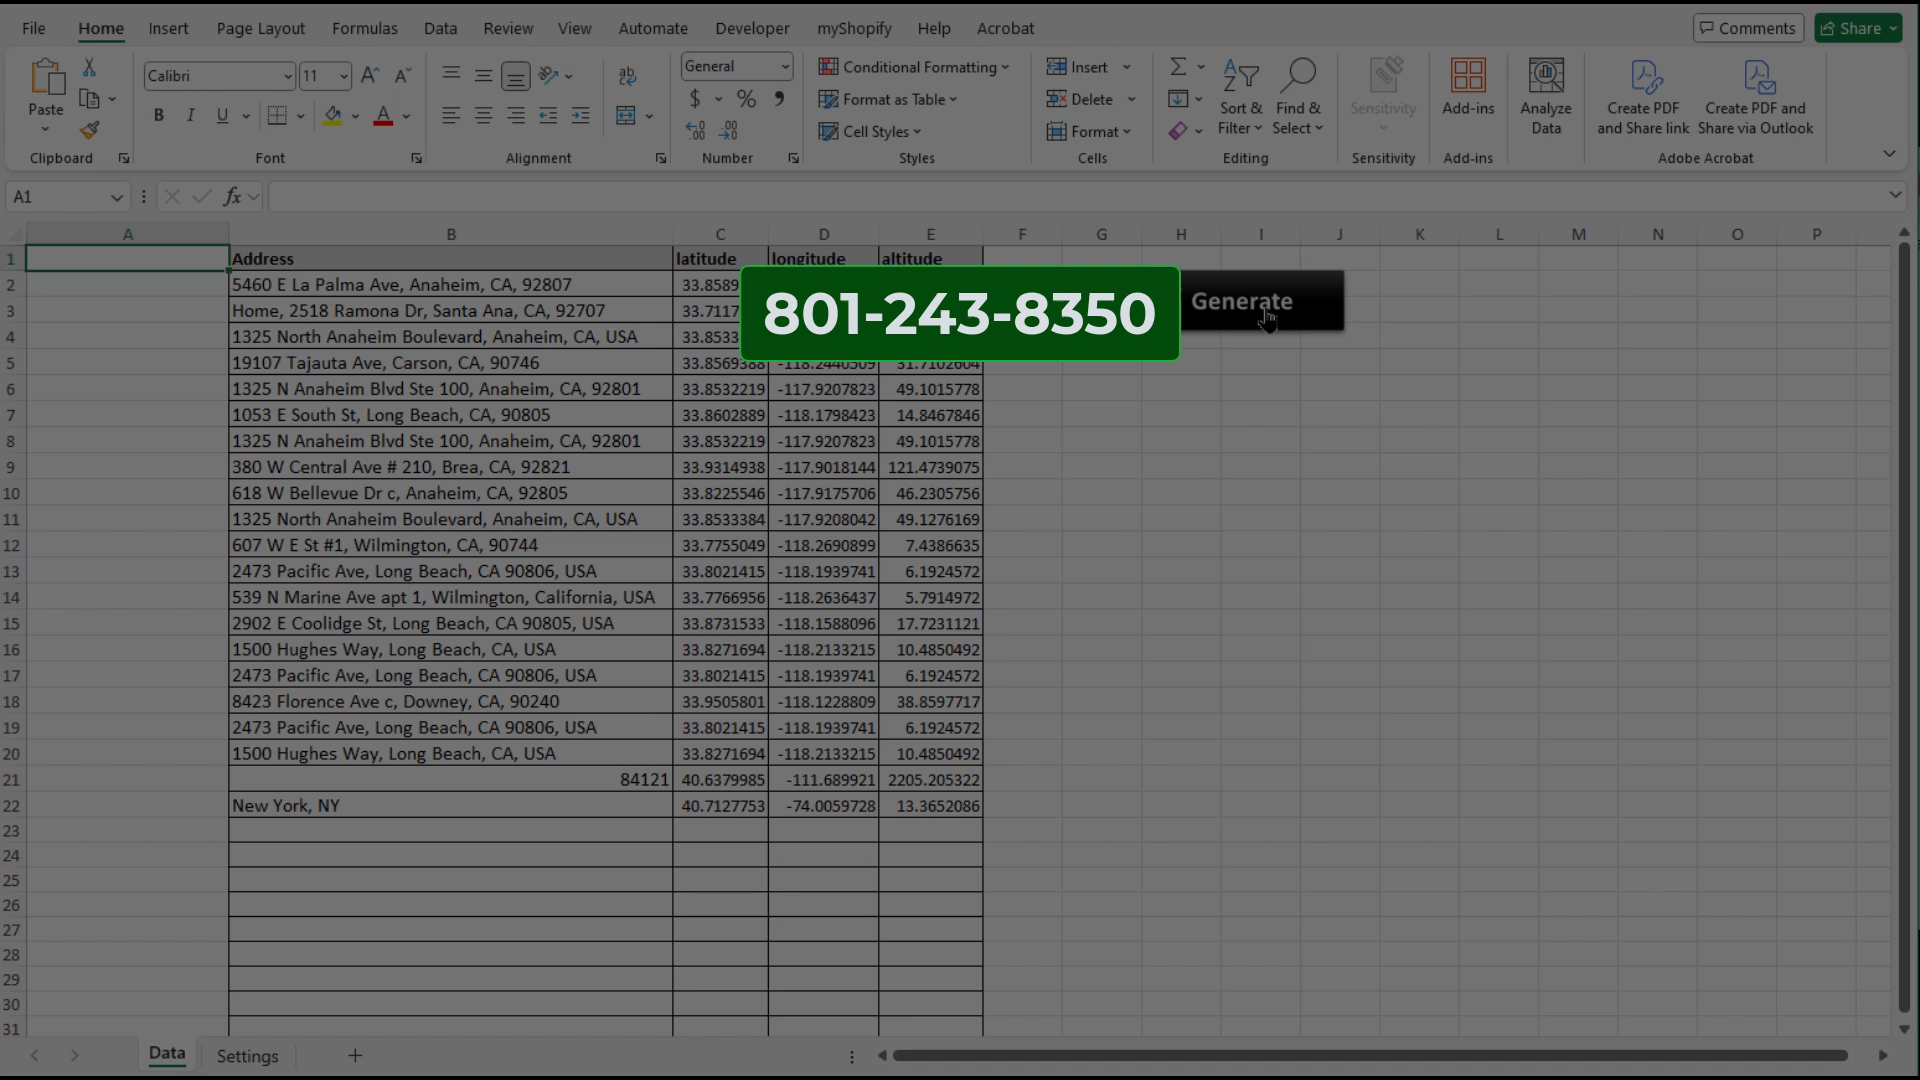 File Home Insert Page Layout Formulas Data Review View Automate Developer myShopify Help Acrobat Comments Share
Calibri 11 General Conditional Formatting Insert
Paste $ % Format as Table Delete Sort & Filter Find & Select Sensitivity Add-ins Analyze Data Create PDF and Share link Create PDF and Share via Outlook
B I U A Cell Styles Format
Clipboard Font Alignment Number Styles Cells Editing Sensitivity Add-ins Adobe Acrobat
A1 fx
A B C D E F G H I J K L M N O P
1 Address latitude longitude altitude
2 5460 E La Palma Ave, Anaheim, CA, 92807 33.8589
3 Home, 2518 Ramona Dr, Santa Ana, CA, 92707 33.7117
801-243-8350
Generate
4 1325 North Anaheim Boulevard, Anaheim, CA, USA 33.8533
5 19107 Tajauta Ave, Carson, CA, 90746 33.8569388 -118.2440509 31.7102604
6 1325 N Anaheim Blvd Ste 100, Anaheim, CA, 92801 33.8532219 -117.9207823 49.1015778
7 1053 E South St, Long Beach, CA, 90805 33.8602889 -118.1798423 14.8467846
8 1325 N Anaheim Blvd Ste 100, Anaheim, CA, 92801 33.8532219 -117.9207823 49.1015778
9 380 W Central Ave # 210, Brea, CA, 92821 33.9314938 -117.9018144 121.4739075
10 618 W Bellevue Dr c, Anaheim, CA, 92805 33.8225546 -117.9175706 46.2305756
11 1325 North Anaheim Boulevard, Anaheim, CA, USA 33.8533384 -117.9208042 49.1276169
12 607 W E St #1, Wilmington, CA, 90744 33.7755049 -118.2690899 7.4386635
13 2473 Pacific Ave, Long Beach, CA 90806, USA 33.8021415 -118.1939741 6.1924572
14 539 N Marine Ave apt 1, Wilmington, California, USA 33.7766956 -118.2636437 5.7914972
15 2902 E Coolidge St, Long Beach, CA 90805, USA 33.8731533 -118.1588096 17.7231121
16 1500 Hughes Way, Long Beach, CA, USA 33.8271694 -118.2133215 10.4850492
17 2473 Pacific Ave, Long Beach, CA 90806, USA 33.8021415 -118.1939741 6.1924572
18 8423 Florence Ave c, Downey, CA, 90240 33.9505801 -118.1228809 38.8597717
19 2473 Pacific Ave, Long Beach, CA 90806, USA 33.8021415 -118.1939741 6.1924572
20 1500 Hughes Way, Long Beach, CA, USA 33.8271694 -118.2133215 10.4850492
21 84121 40.6379985 -111.689921 2205.205322
22 New York, NY 40.7127753 -74.0059728 13.3652086
23
24
25
26
27
28
29
30
31
Data Settings